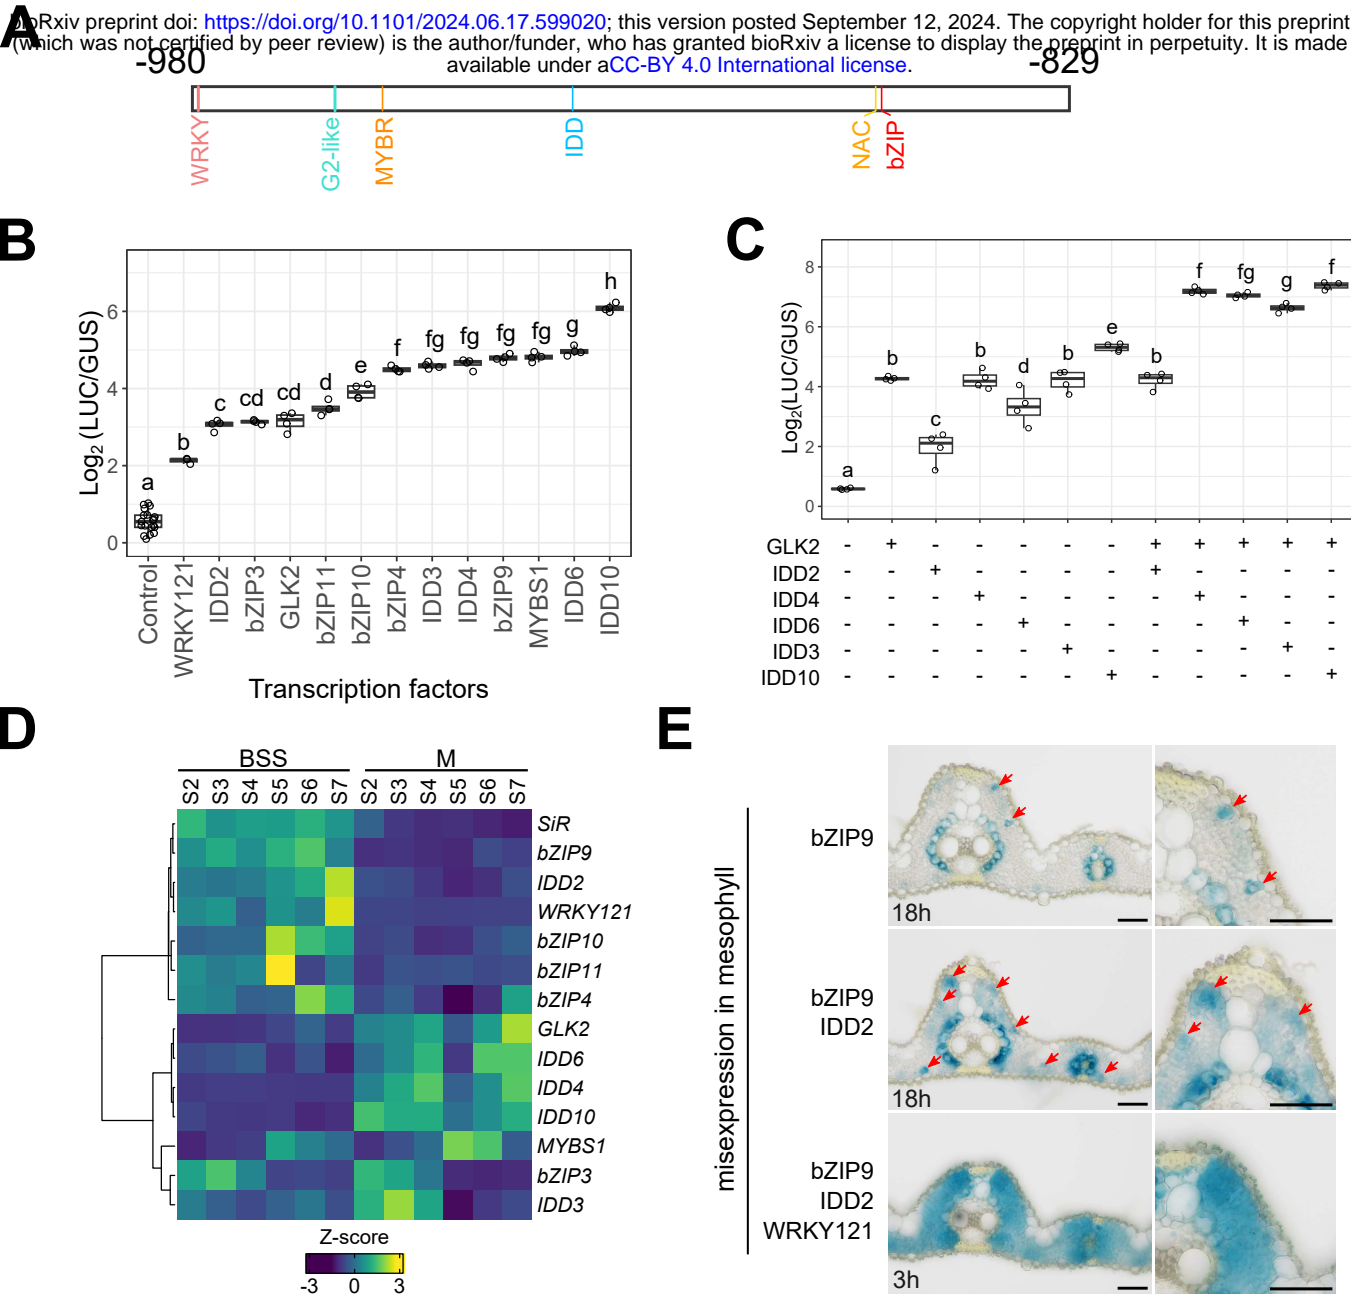 bioRxiv preprint doi: https://doi.org/10.1101/2024.06.17.599020; this version posted September 12, 2024. The copyright holder for this preprint
(which was not certified by peer review) is the author/funder, who has granted bioRxiv a license to display the preprint in perpetuity. It is made
available under aCC-BY 4.0 International license.
A
-980
-829
WRKY
G2-like
MYBR
IDD
NAC
bZIP
B
Log2 (LUC/GUS)
6
4
2
0
a
b
c
cd
cd
d
e
f
fg
fg
fg
fg
g
h
Control
WRKY121
IDD2
bZIP3
GLK2
bZIP11
bZIP10
bZIP4
IDD3
IDD4
bZIP9
MYBS1
IDD6
IDD10
Transcription factors
C
Log2(LUC/GUS)
8
6
4
2
0
a
b
c
b
d
b
e
b
f
fg
g
f
GLK2 - + - - - - - + + + + +
IDD2 - - + - - - - + - - - -
IDD4 - - - + - - - - + - - -
IDD6 - - - - + - - - - + - -
IDD3 - - - - - + - - - - + -
IDD10 - - - - - - + - - - - +
D
BSS M
S2 S3 S4 S5 S6 S7 S2 S3 S4 S5 S6 S7
SiR
bZIP9
IDD2
WRKY121
bZIP10
bZIP11
bZIP4
GLK2
IDD6
IDD4
IDD10
MYBS1
bZIP3
IDD3
Z-score
-3 0 3
E
misexpression in mesophyll
bZIP9
18h
bZIP9
IDD2
18h
bZIP9
IDD2
WRKY121
3h